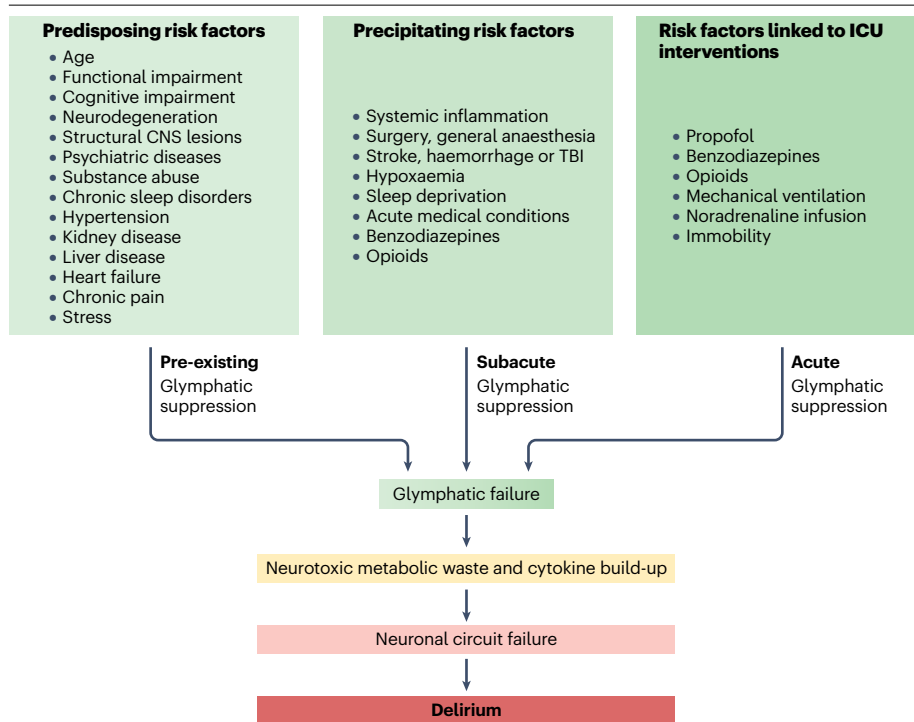 Predisposing risk factors
• Age
• Functional impairment
• Cognitive impairment
• Neurodegeneration
• Structural CNS lesions
• Psychiatric diseases
• Substance abuse
• Chronic sleep disorders
• Hypertension
• Kidney disease
• Liver disease
• Heart failure
• Chronic pain
• Stress
Precipitating risk factors
• Systemic inflammation
• Surgery, general anaesthesia
• Stroke, haemorrhage or TBI
• Hypoxaemia
• Sleep deprivation
• Acute medical conditions
• Benzodiazepines
• Opioids
Risk factors linked to ICU
interventions
• Propofol
• Benzodiazepines
• Opioids
• Mechanical ventilation
• Noradrenaline infusion
• Immobility
Pre-existing
Glymphatic
suppression
Subacute
Glymphatic
suppression
Acute
Glymphatic
suppression
Glymphatic failure
Neurotoxic metabolic waste and cytokine build-up
Neuronal circuit failure
Delirium